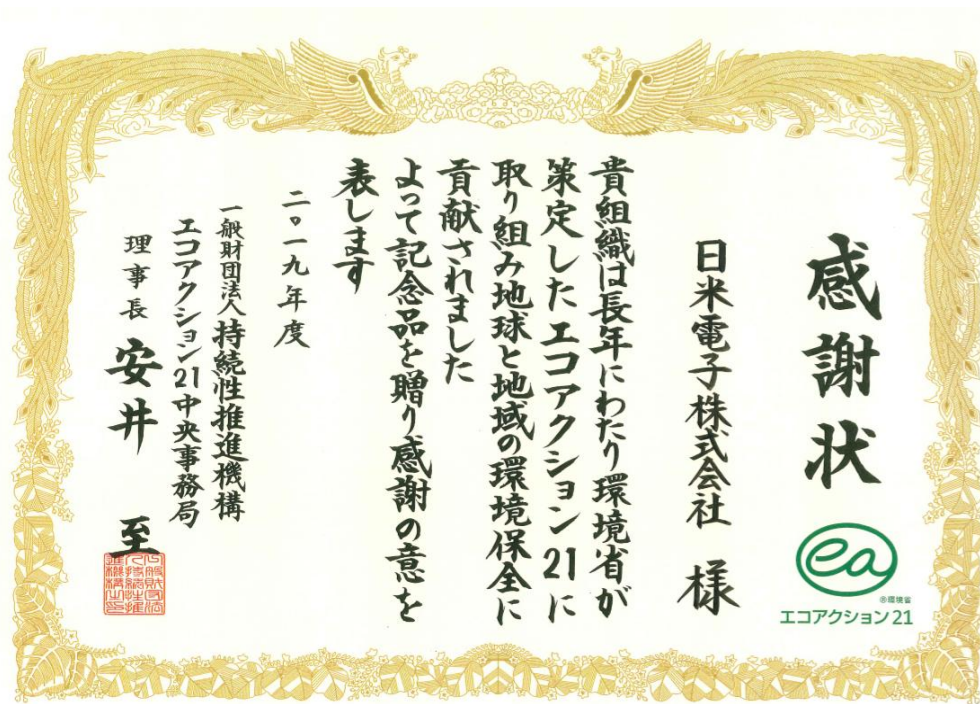 感謝状
日米電子株式会社 様
貴組織は長年にわたり環境省が
策定したエコアクション21に
取り組み地球と地域の環境保全に
貢献されました
よって記念品を贈り感謝の意を
表します
二〇一九年度
一般財団法人持続性推進機構
エコアクション21中央事務局
理事長 安井 至
ea
®環境省
エコアクション21